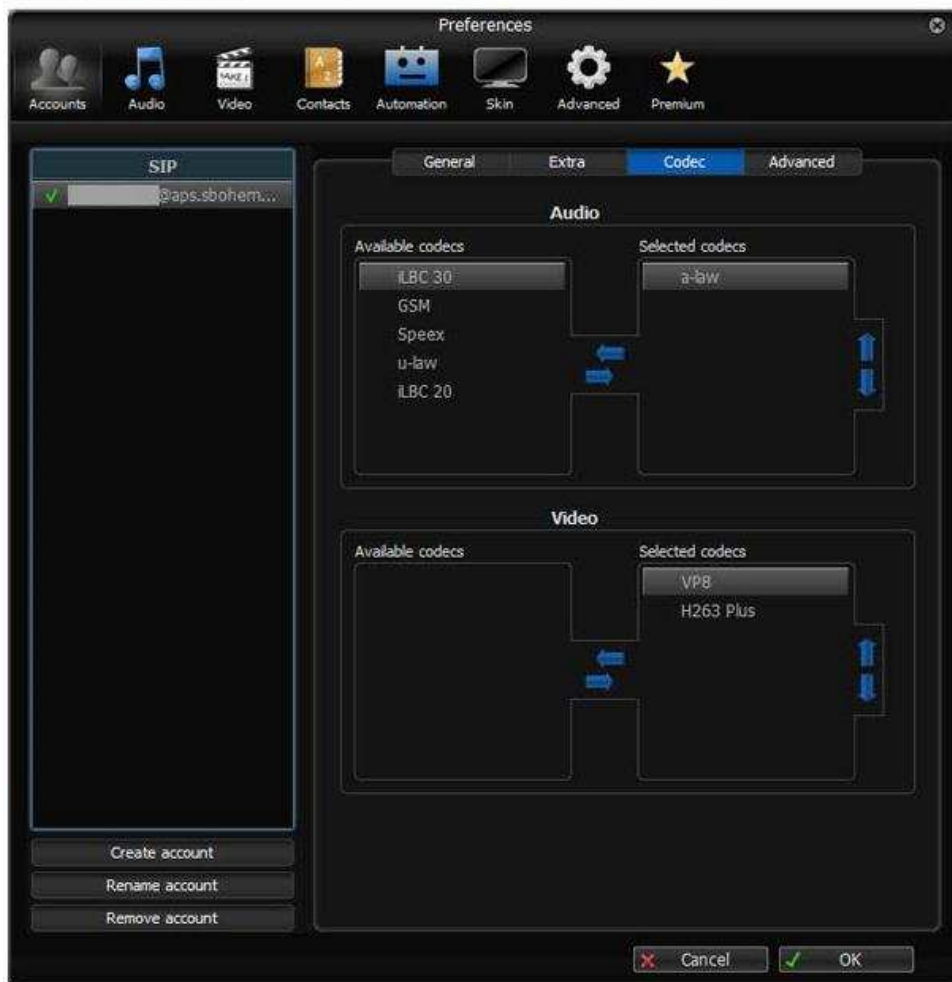 Preferences
Accounts Audio Video Contacts Automation Skin Advanced Premium
SIP
@aps.sbohem...
General Extra Codec Advanced
Audio
Available codecs Selected codecs
iLBC 30
GSM
Speex
u-law
iLBC 20
a-law
Video
Available codecs Selected codecs
VP8
H263 Plus
Create account
Rename account
Remove account
Cancel OK